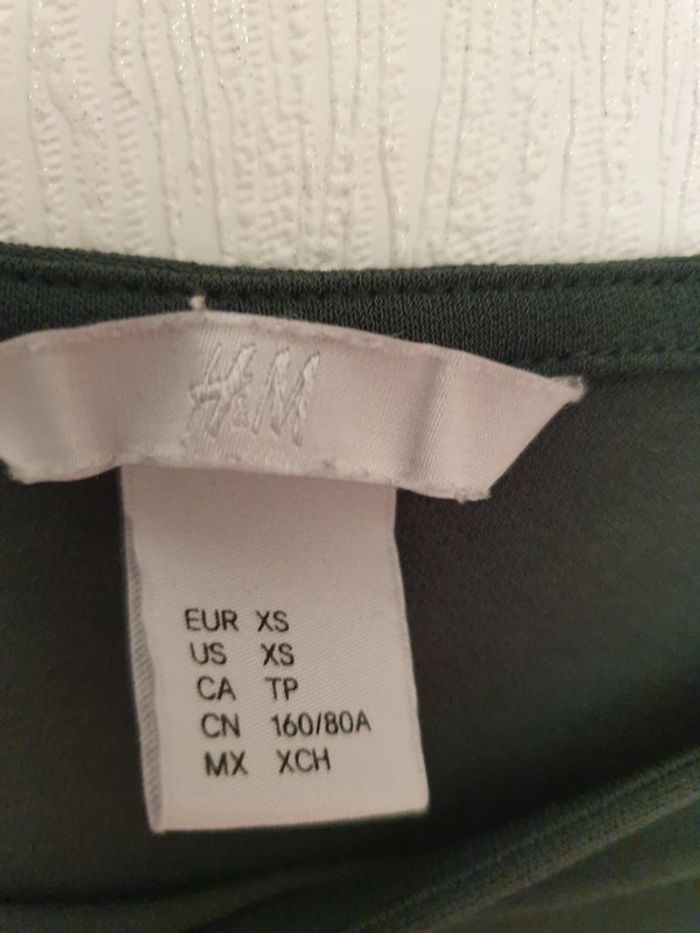 H&M
EUR XS
US XS
CA TP
CN 160/80A
MX XCH